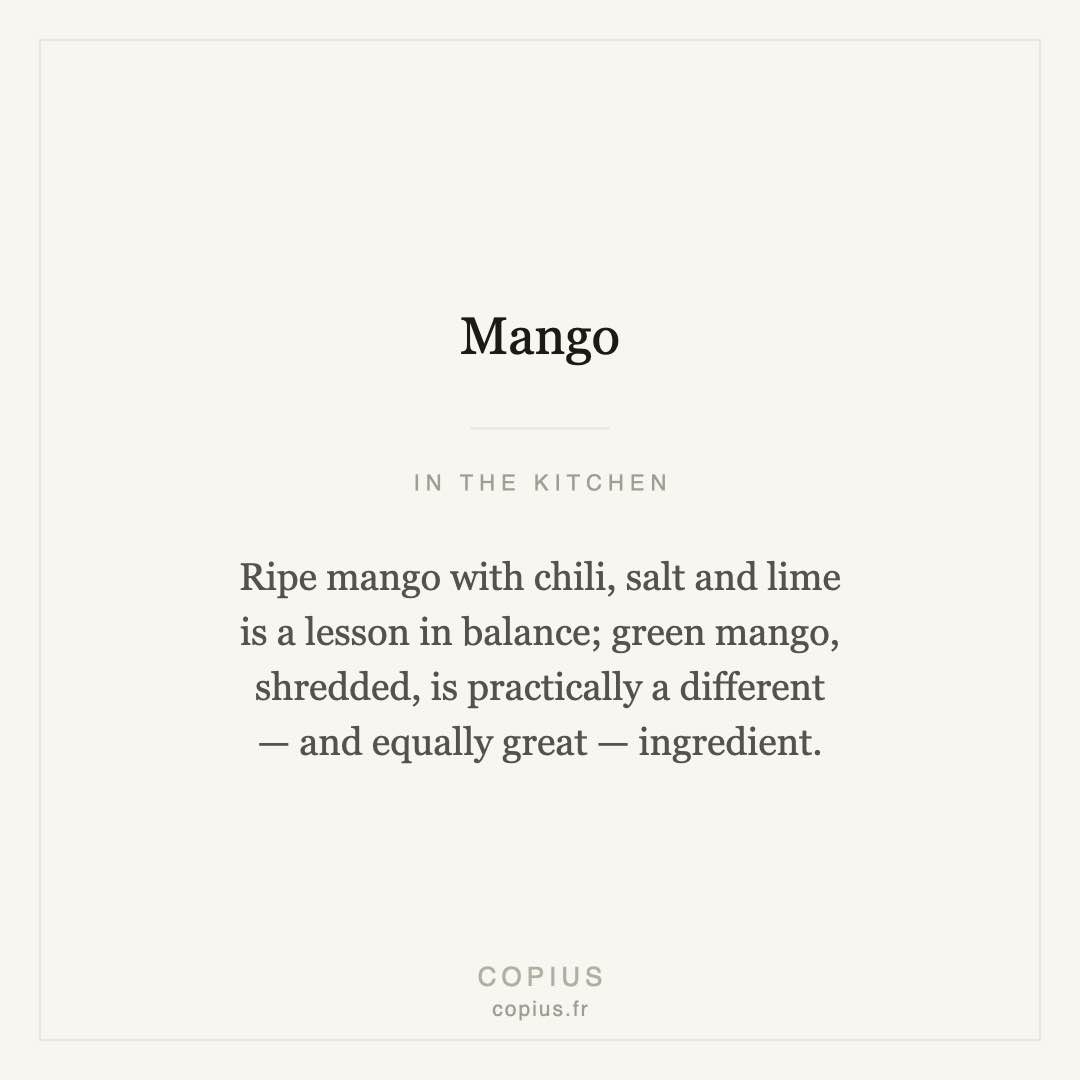 Mango
IN THE KITCHEN
Ripe mango with chili, salt and lime
is a lesson in balance; green mango,
shredded, is practically a different
— and equally great — ingredient.
COPIUS
copius.fr